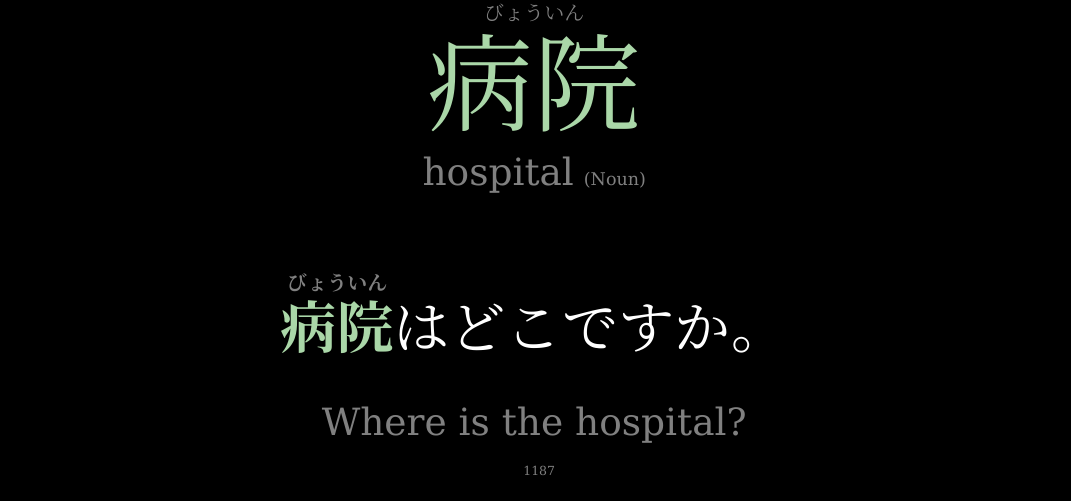 びょういん
病院
hospital (Noun)
びょういん
病院はどこですか。
Where is the hospital?
1187